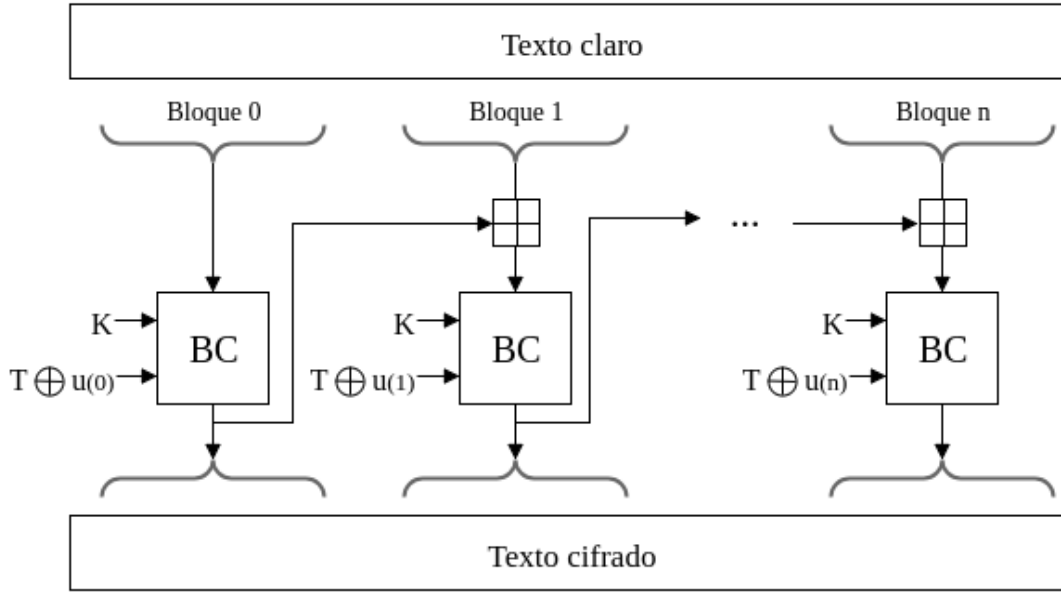 Texto claro
Bloque 0 Bloque 1 Bloque n
...
K K K
BC BC BC
T ⊕ u(0) T ⊕ u(1) T ⊕ u(n)
Texto cifrado